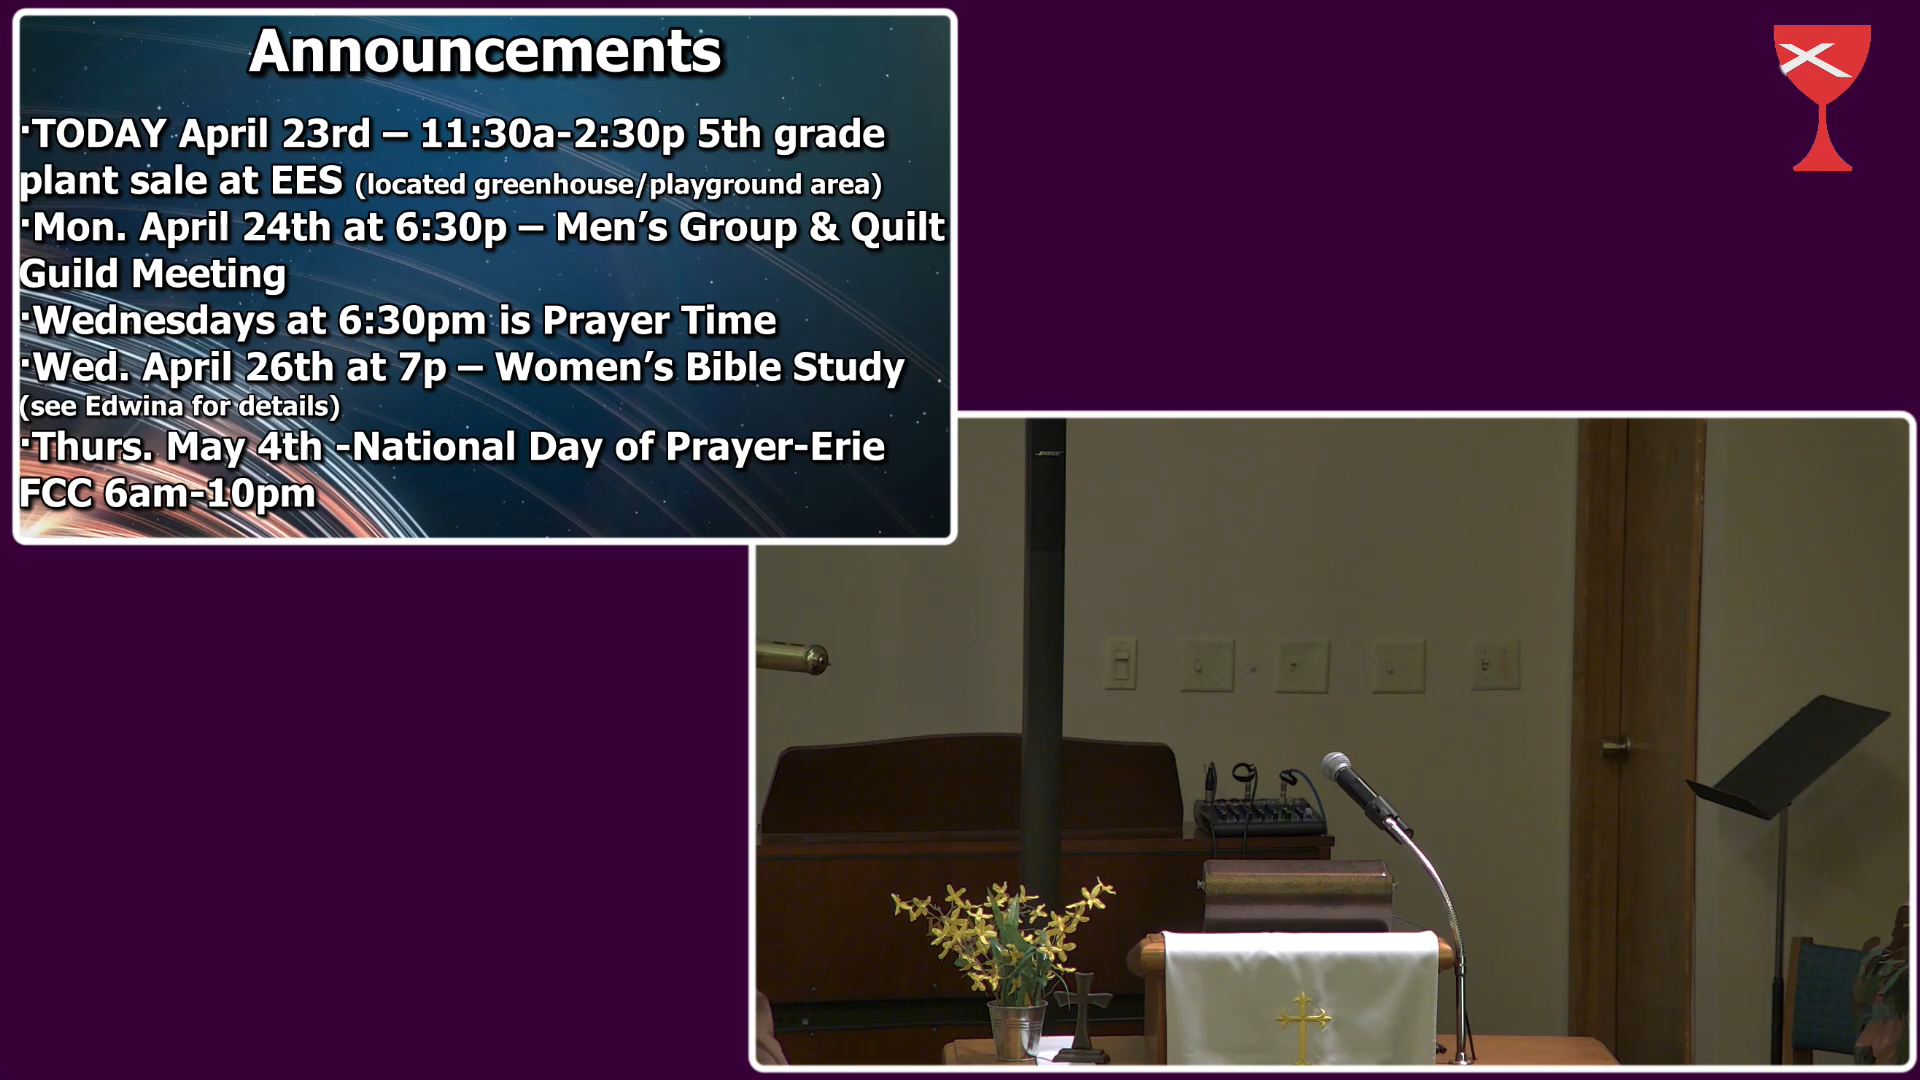 Announcements
·TODAY April 23rd – 11:30a-2:30p 5th grade
plant sale at EES (located greenhouse/playground area)
·Mon. April 24th at 6:30p – Men’s Group & Quilt
Guild Meeting
·Wednesdays at 6:30pm is Prayer Time
·Wed. April 26th at 7p – Women’s Bible Study
(see Edwina for details)
·Thurs. May 4th -National Day of Prayer-Erie
FCC 6am-10pm
BOSE